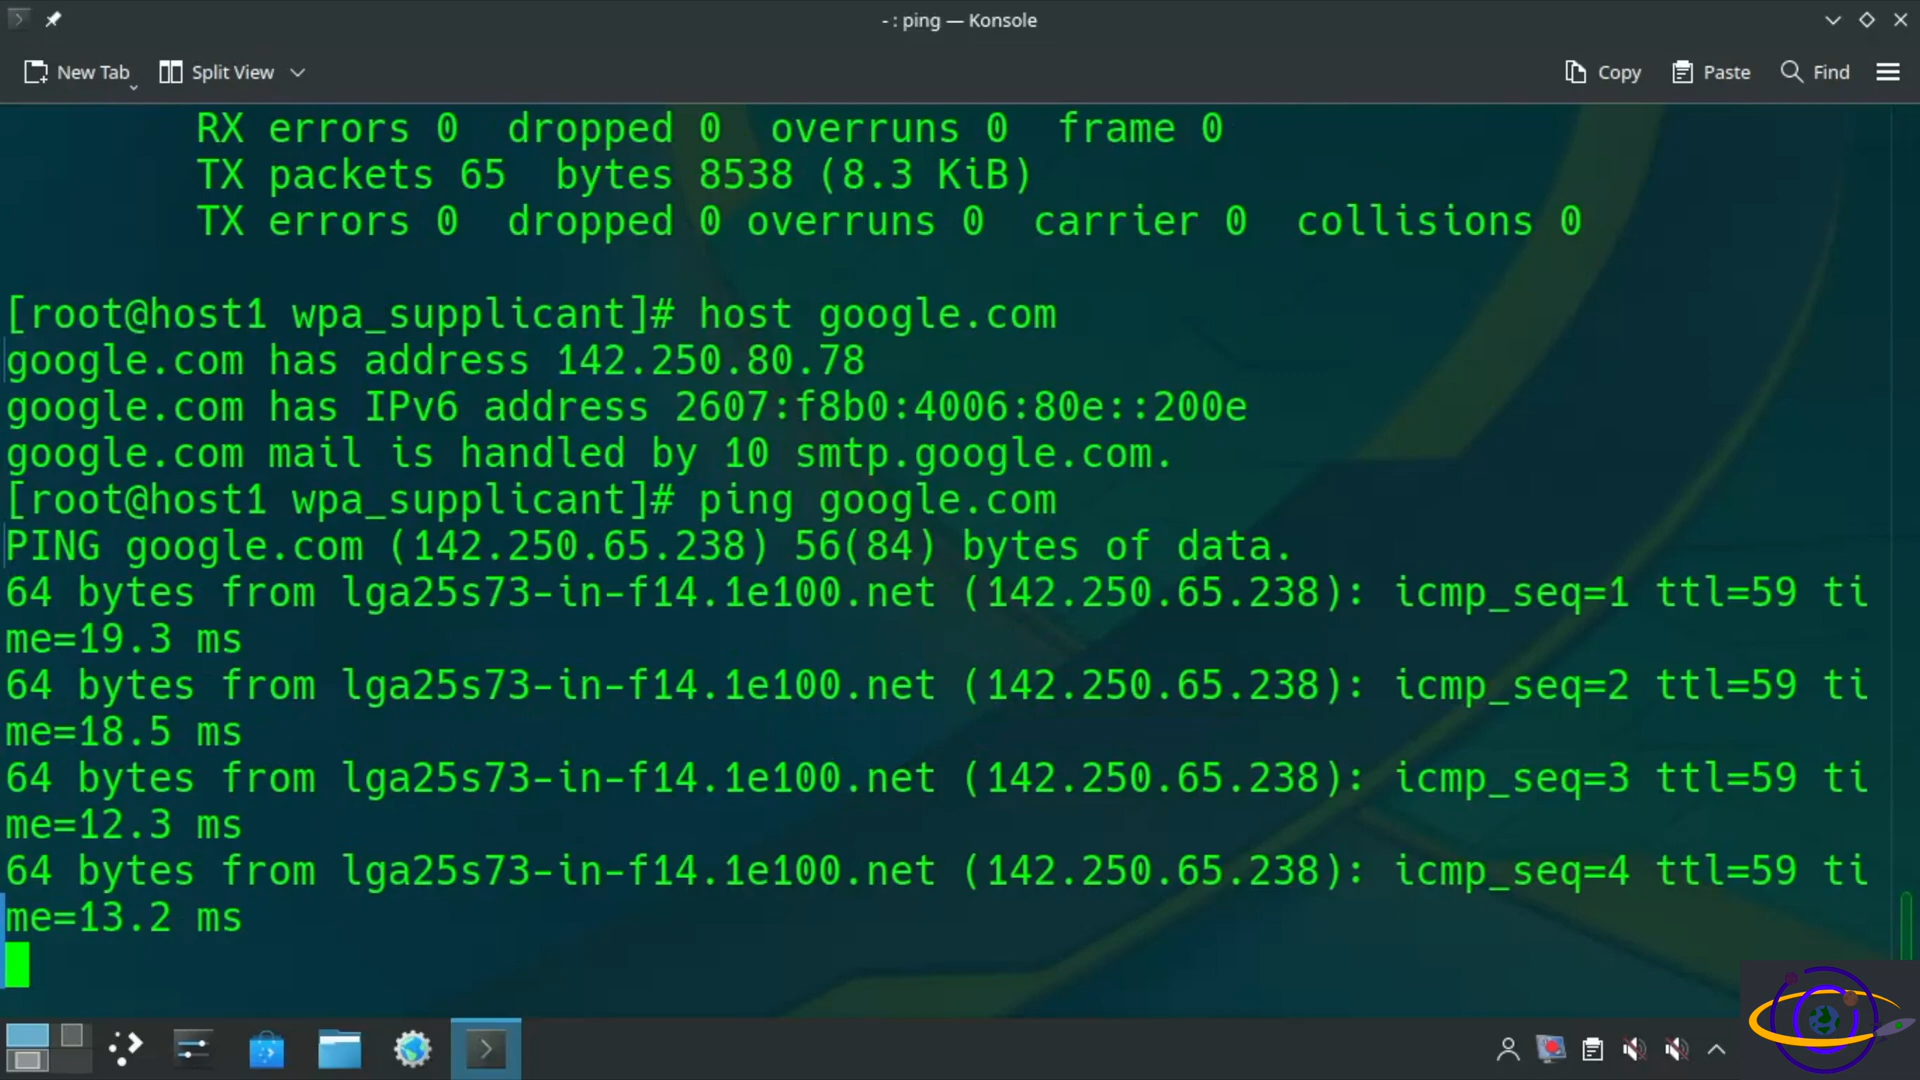 - : ping — Konsole
New Tab Split View Copy Paste Find
RX errors 0  dropped 0  overruns 0  frame 0
TX packets 65  bytes 8538 (8.3 KiB)
TX errors 0  dropped 0 overruns 0  carrier 0  collisions 0
[root@host1 wpa_supplicant]# host google.com
google.com has address 142.250.80.78
google.com has IPv6 address 2607:f8b0:4006:80e::200e
google.com mail is handled by 10 smtp.google.com.
[root@host1 wpa_supplicant]# ping google.com
PING google.com (142.250.65.238) 56(84) bytes of data.
64 bytes from lga25s73-in-f14.1e100.net (142.250.65.238): icmp_seq=1 ttl=59 ti
me=19.3 ms
64 bytes from lga25s73-in-f14.1e100.net (142.250.65.238): icmp_seq=2 ttl=59 ti
me=18.5 ms
64 bytes from lga25s73-in-f14.1e100.net (142.250.65.238): icmp_seq=3 ttl=59 ti
me=12.3 ms
64 bytes from lga25s73-in-f14.1e100.net (142.250.65.238): icmp_seq=4 ttl=59 ti
me=13.2 ms